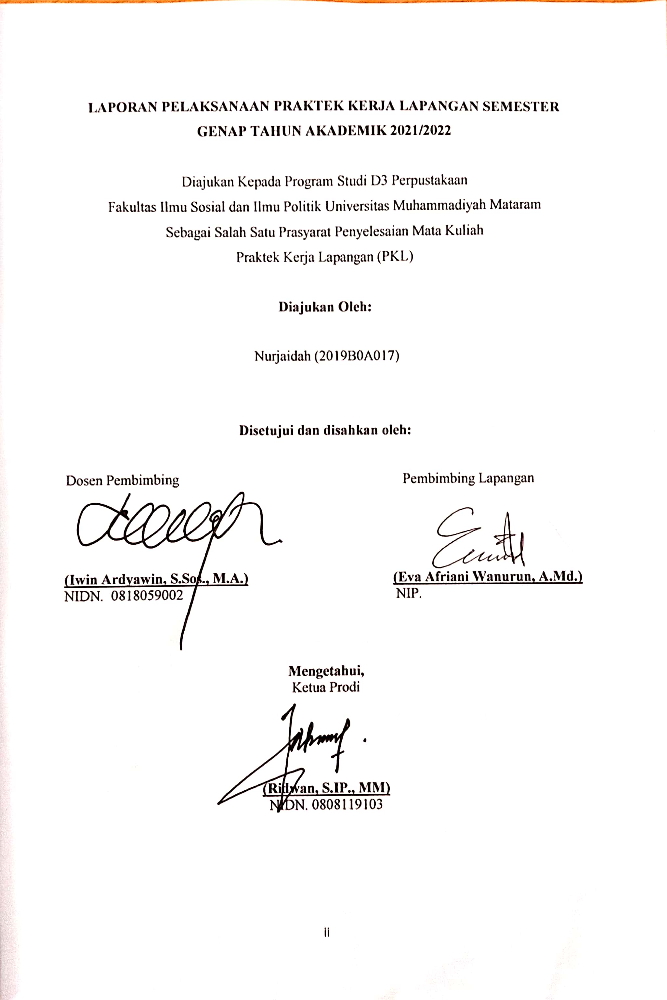 LAPORAN PELAKSANAAN PRAKTEK KERJA LAPANGAN SEMESTER
GENAP TAHUN AKADEMIK 2021/2022
Diajukan Kepada Program Studi D3 Perpustakaan
Fakultas Ilmu Sosial dan Ilmu Politik Universitas Muhammadiyah Mataram
Sebagai Salah Satu Prasyarat Penyelesaian Mata Kuliah
Praktek Kerja Lapangan (PKL)
Diajukan Oleh:
Nurjaidah (2019B0A017)
Disetujui dan disahkan oleh:
Dosen Pembimbing
Pembimbing Lapangan
(Iwin Ardyawin, S.Sos., M.A.)
NIDN. 0818059002
(Eva Afriani Wanurun, A.Md.)
NIP.
Mengetahui,
Ketua Prodi
(Ridwan, S.IP., MM)
NIDN. 0808119103
ii